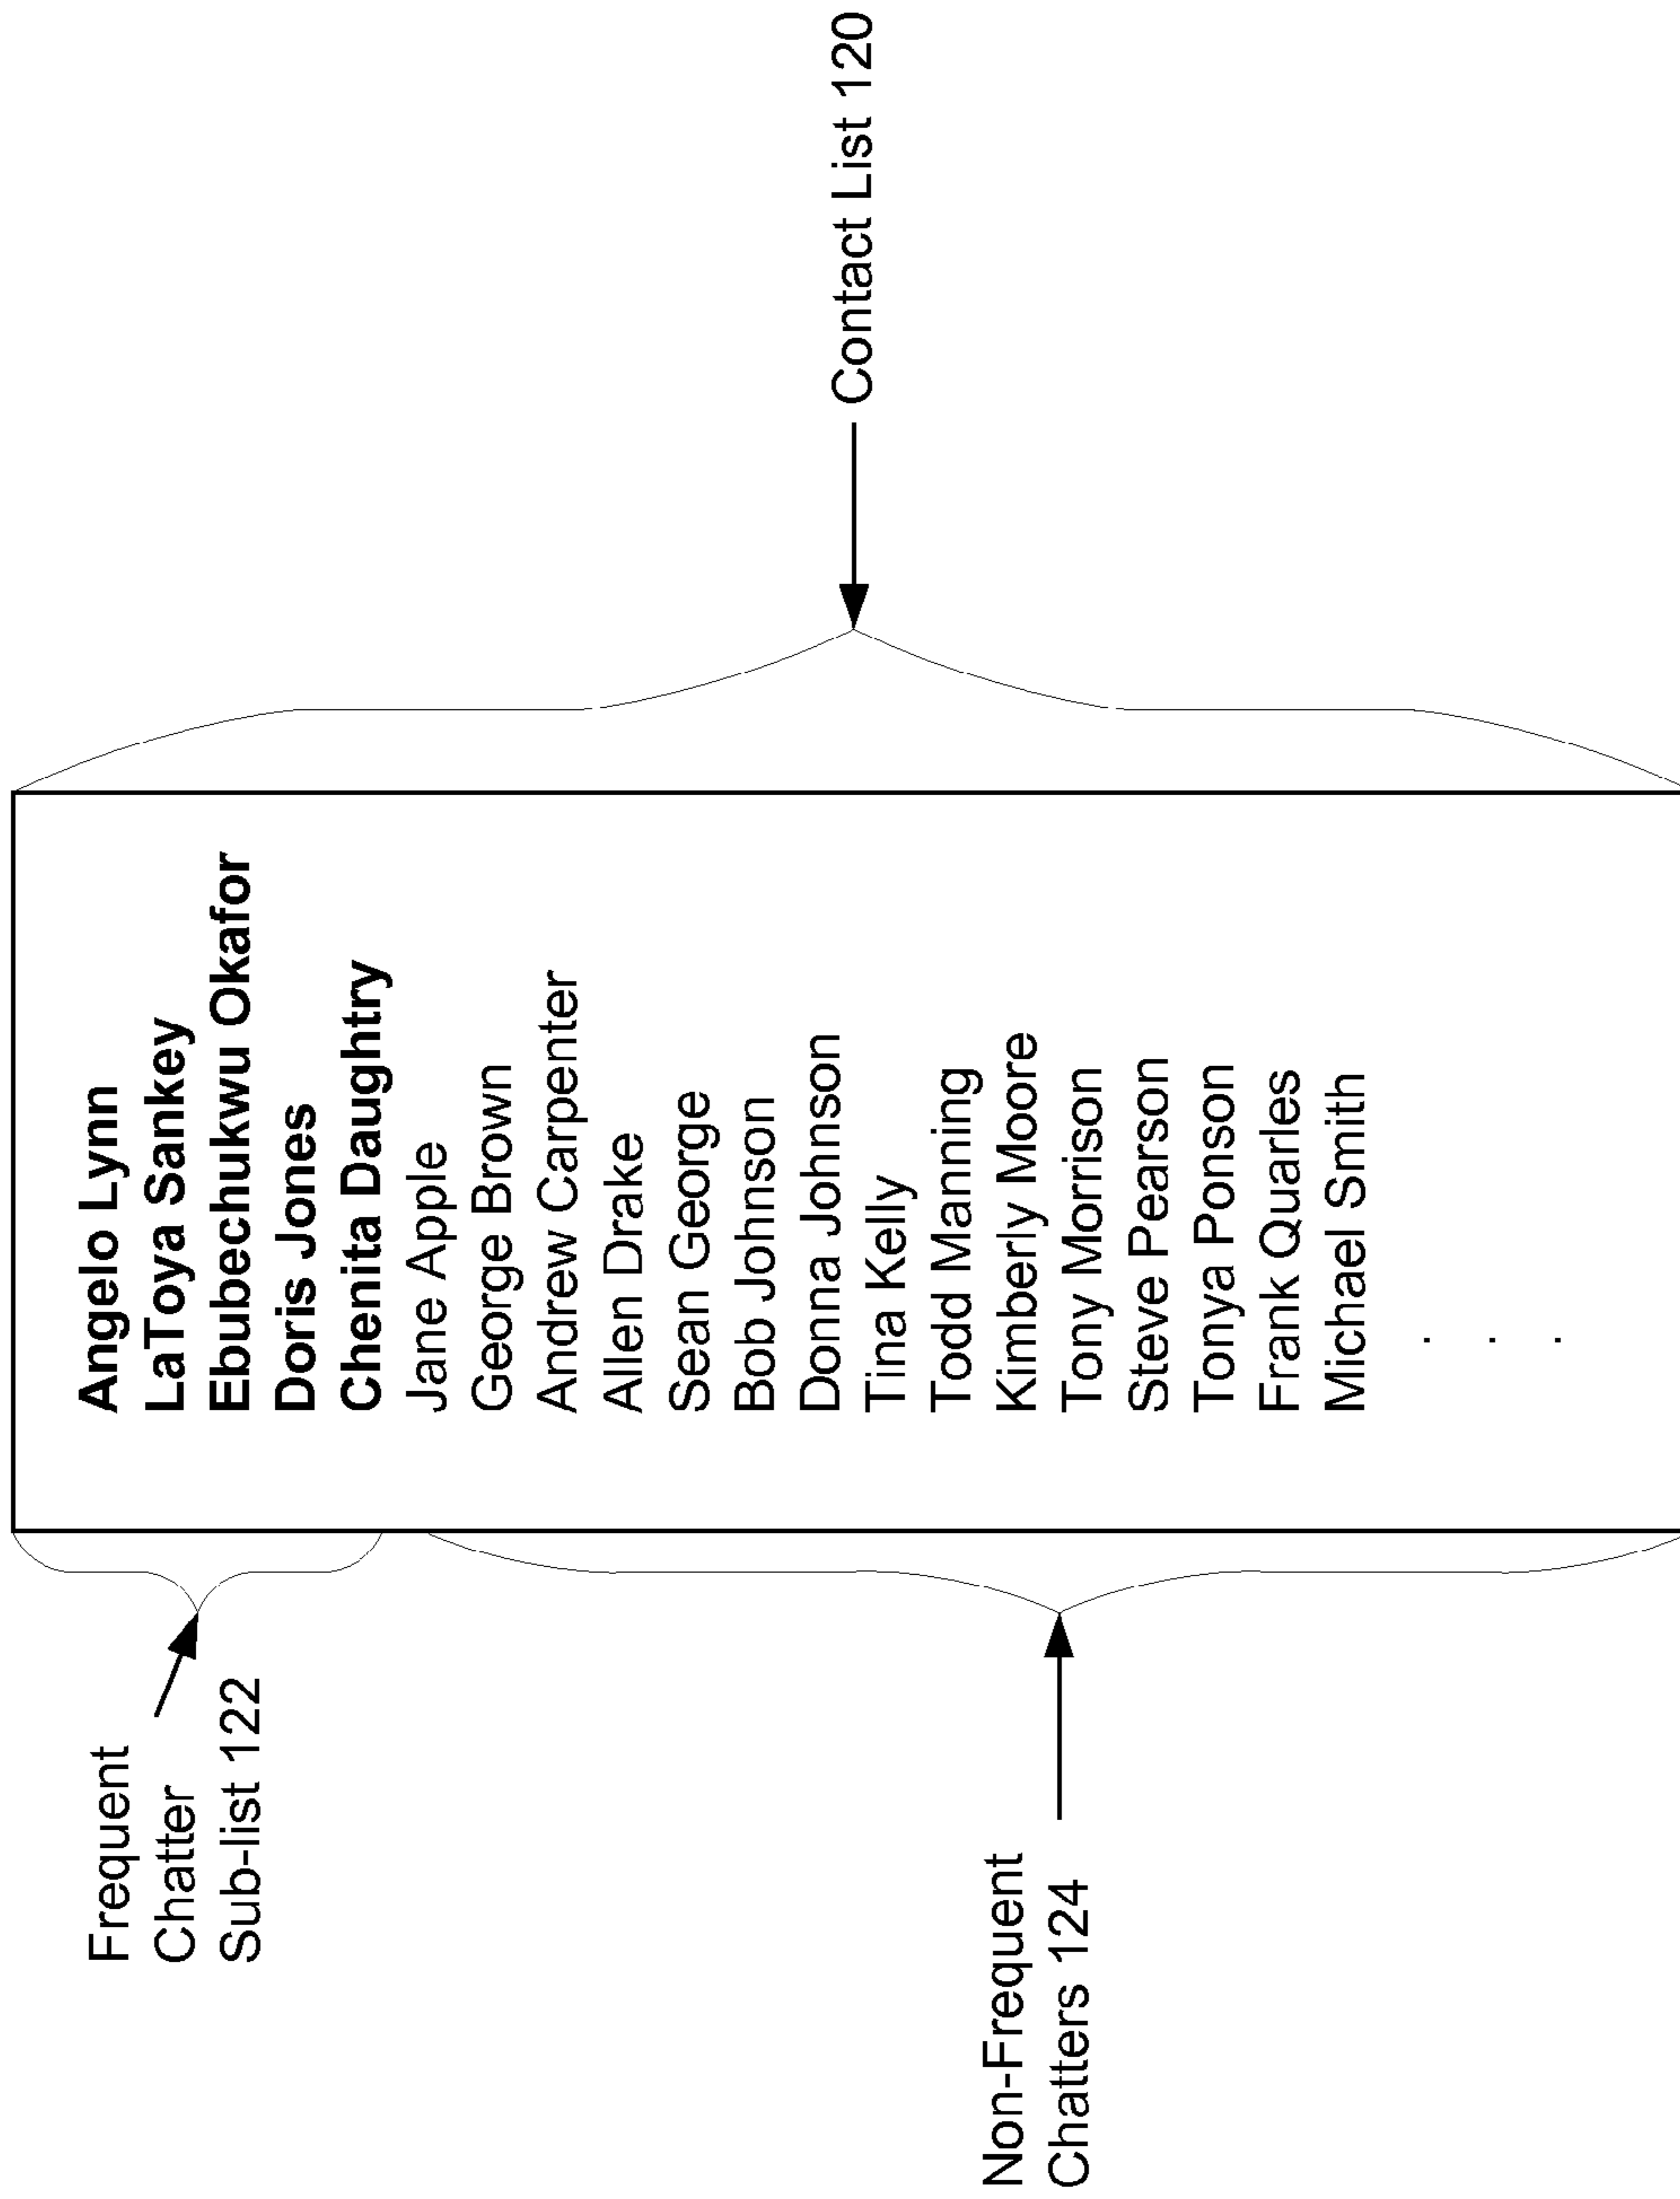 Frequent
Chatter
Sub-list 122
Non-Frequent
Chatters 124
Angelo Lynn
LaToya Sankey
Ebubechukwu Okafor
Doris Jones
Chenita Daughtry
Jane Apple
George Brown
Andrew Carpenter
Allen Drake
Sean George
Bob Johnson
Donna Johnson
Tina Kelly
Todd Manning
Kimberly Moore
Tony Morrison
Steve Pearson
Tonya Ponson
Frank Quarles
Michael Smith
.
.
.
Contact List 120